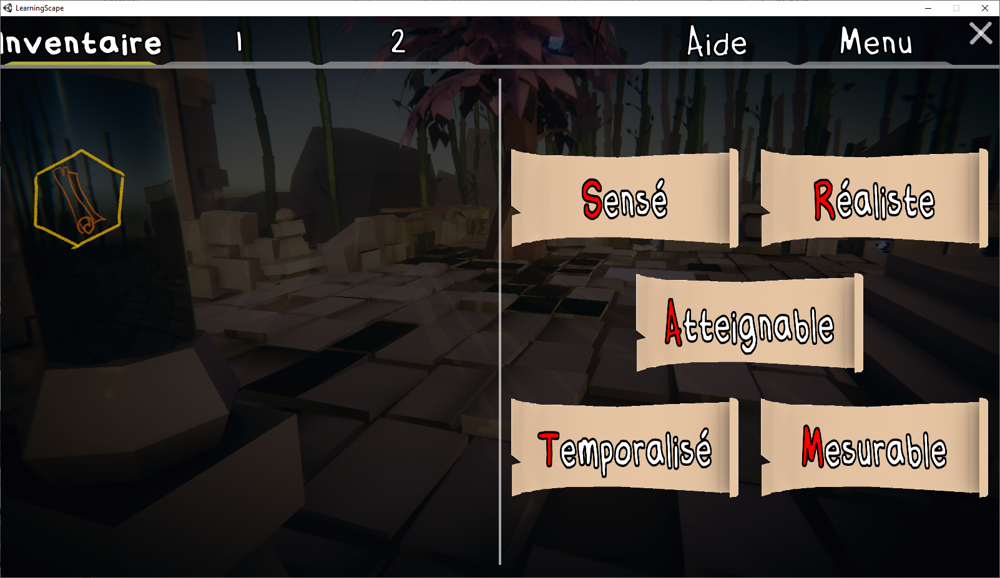 LearningScape
Inventaire 1 2 Aide Menu
Sensé Réaliste
Atteignable
Temporalisé Mesurable